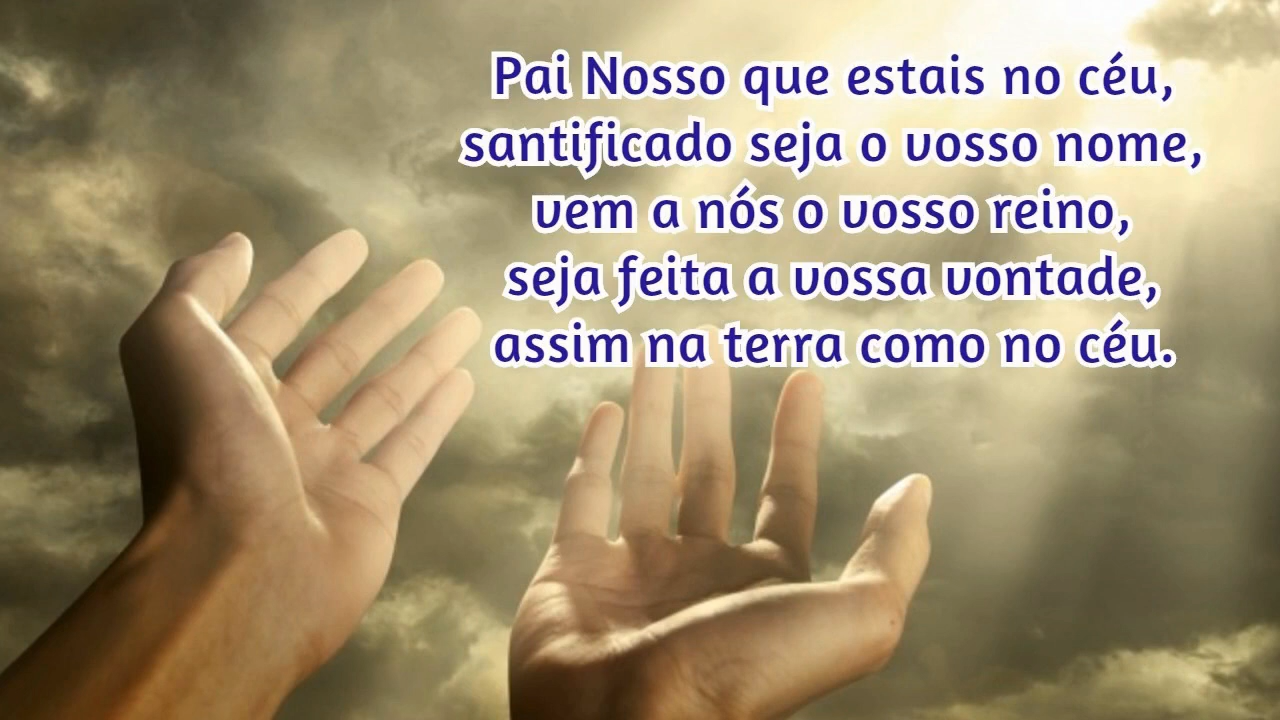 Pai Nosso que estais no céu,
santificado seja o vosso nome,
vem a nós o vosso reino,
seja feita a vossa vontade,
assim na terra como no céu.